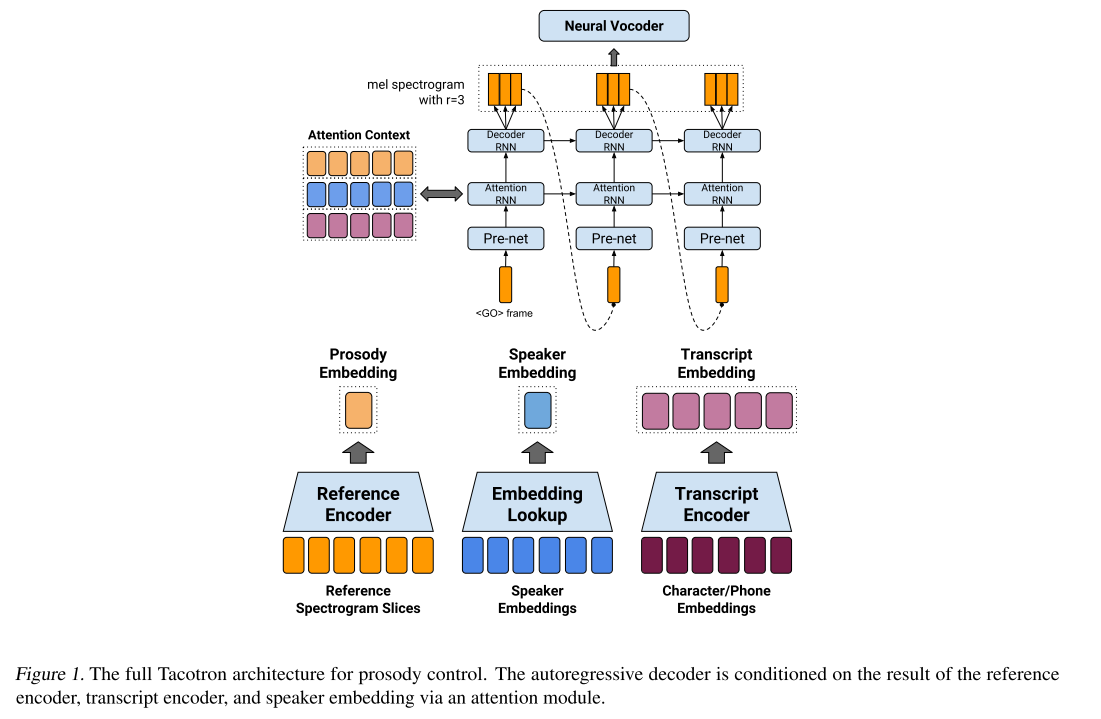 Neural Vocoder
mel spectrogram
with r=3
Attention Context
Decoder
RNN
Decoder
RNN
Decoder
RNN
Attention
RNN
Attention
RNN
Attention
RNN
Pre-net
Pre-net
Pre-net
<GO> frame
Prosody
Embedding
Speaker
Embedding
Transcript
Embedding
Reference
Encoder
Embedding
Lookup
Transcript
Encoder
Reference
Spectrogram Slices
Speaker
Embeddings
Character/Phone
Embeddings
Figure 1. The full Tacotron architecture for prosody control. The autoregressive decoder is conditioned on the result of the reference
encoder, transcript encoder, and speaker embedding via an attention module.